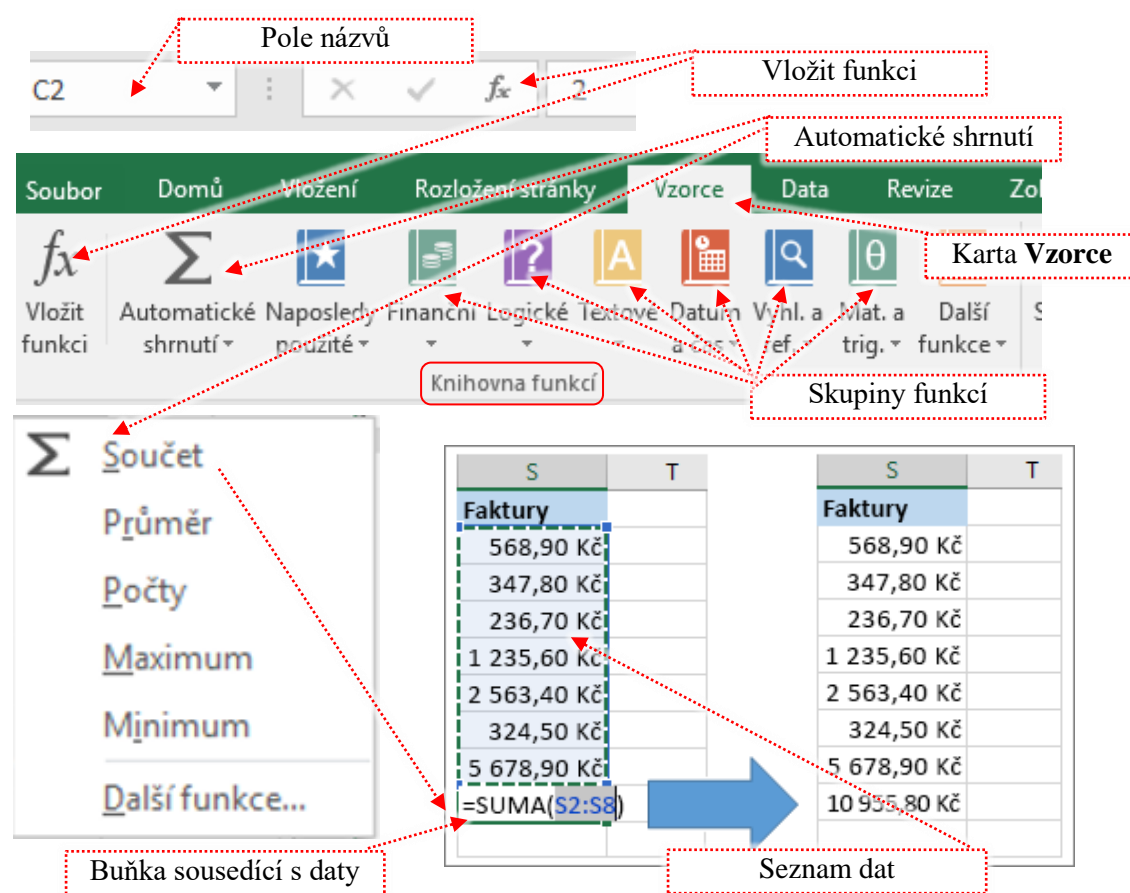 Pole názvů
Vložit funkci
C2
fx
2
Automatické shrnutí
Soubor Domů Vložení Rozložení stránky Vzorce Data Revize Zo
Karta Vzorce
fx Σ ? A θ
Vložit Automatické Naposledy Finanční Logické Textové Datum Vyhl. a Mat. a Další S
funkci shrnutí použité a čas ref. trig. funkce
Knihovna funkcí
Skupiny funkcí
Σ Součet
Průměr
Počty
Maximum
Minimum
Další funkce...
S T
Faktury
568,90 Kč
347,80 Kč
236,70 Kč
1 235,60 Kč
2 563,40 Kč
324,50 Kč
5 678,90 Kč
=SUMA(S2:S8)
S T
Faktury
568,90 Kč
347,80 Kč
236,70 Kč
1 235,60 Kč
2 563,40 Kč
324,50 Kč
5 678,90 Kč
10 955,80 Kč
Buňka sousedící s daty
Seznam dat